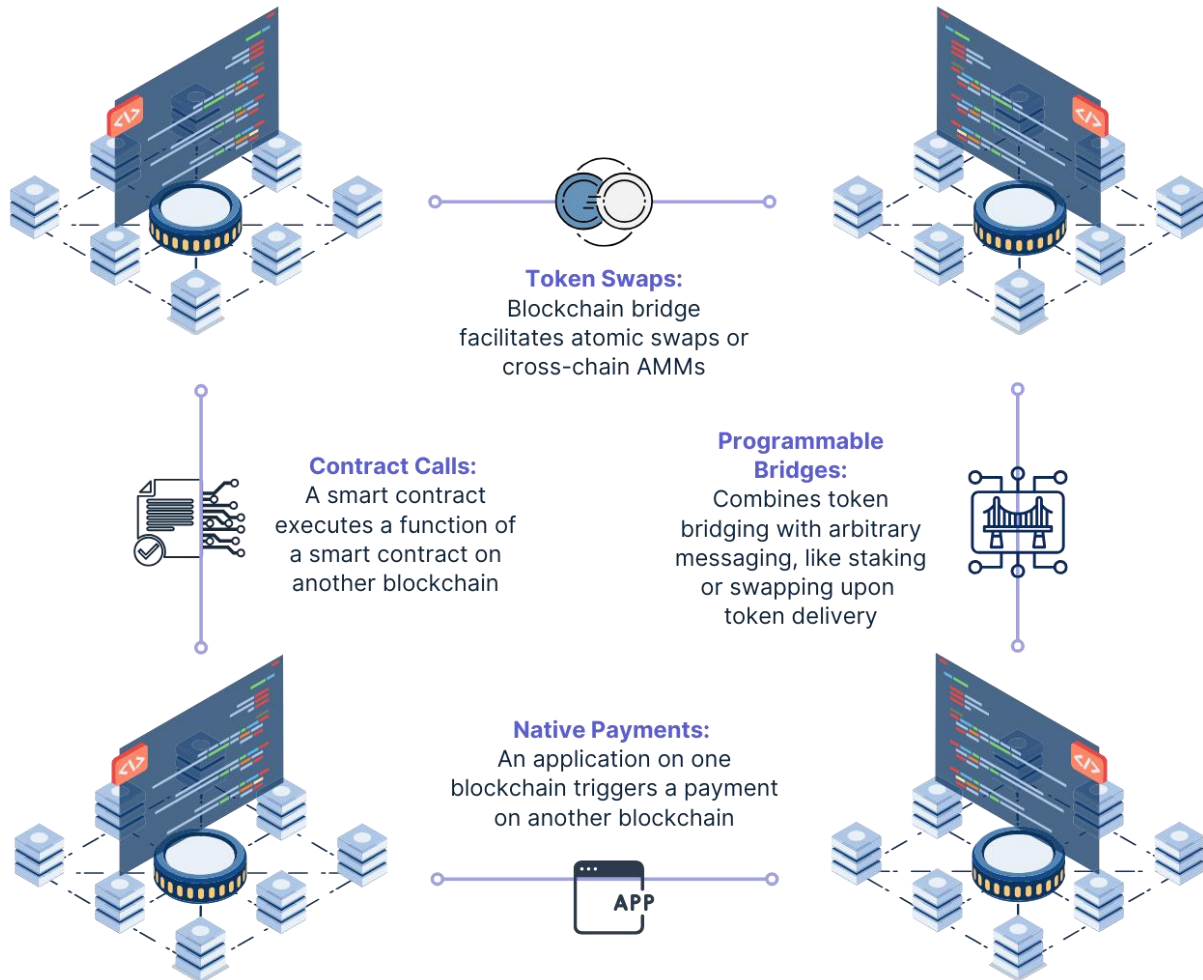 </>
</>
Token Swaps:
Blockchain bridge
facilitates atomic swaps or
cross-chain AMMs
Contract Calls:
A smart contract
executes a function of
a smart contract on
another blockchain
Programmable
Bridges:
Combines token
bridging with arbitrary
messaging, like staking
or swapping upon
token delivery
</>
</>
Native Payments:
An application on one
blockchain triggers a payment
on another blockchain
APP